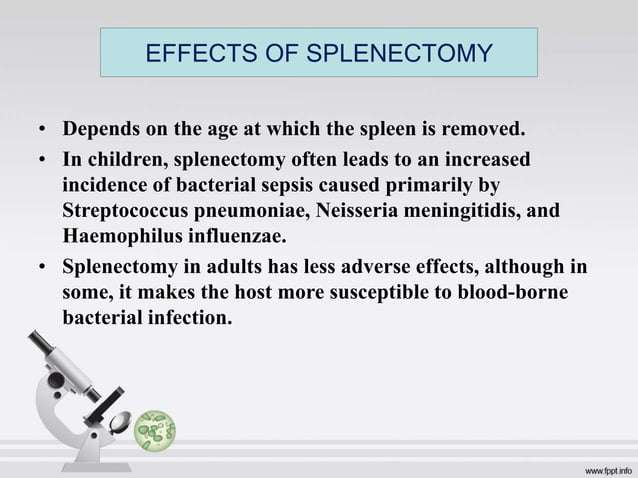 EFFECTS OF SPLENECTOMY
• Depends on the age at which the spleen is removed.
• In children, splenectomy often leads to an increased
incidence of bacterial sepsis caused primarily by
Streptococcus pneumoniae, Neisseria meningitidis, and
Haemophilus influenzae.
• Splenectomy in adults has less adverse effects, although in
some, it makes the host more susceptible to blood-borne
bacterial infection.
www.fppt.info